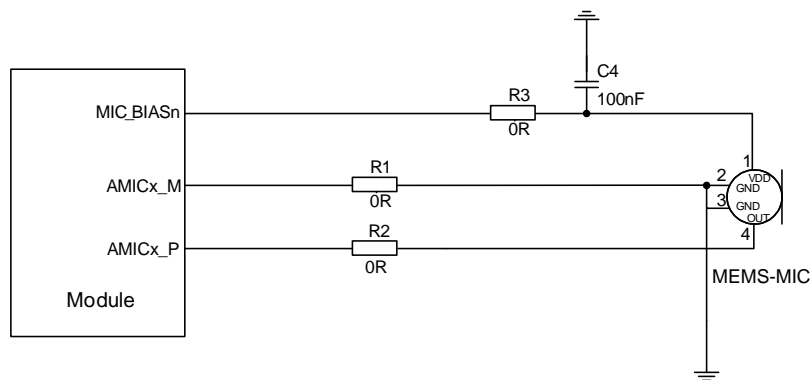 C4
100nF
MIC_BIASn
R3
0R
1
VDD
AMICx_M
R1
0R
2
GND
3
GND
OUT
4
AMICx_P
R2
0R
MEMS-MIC
Module